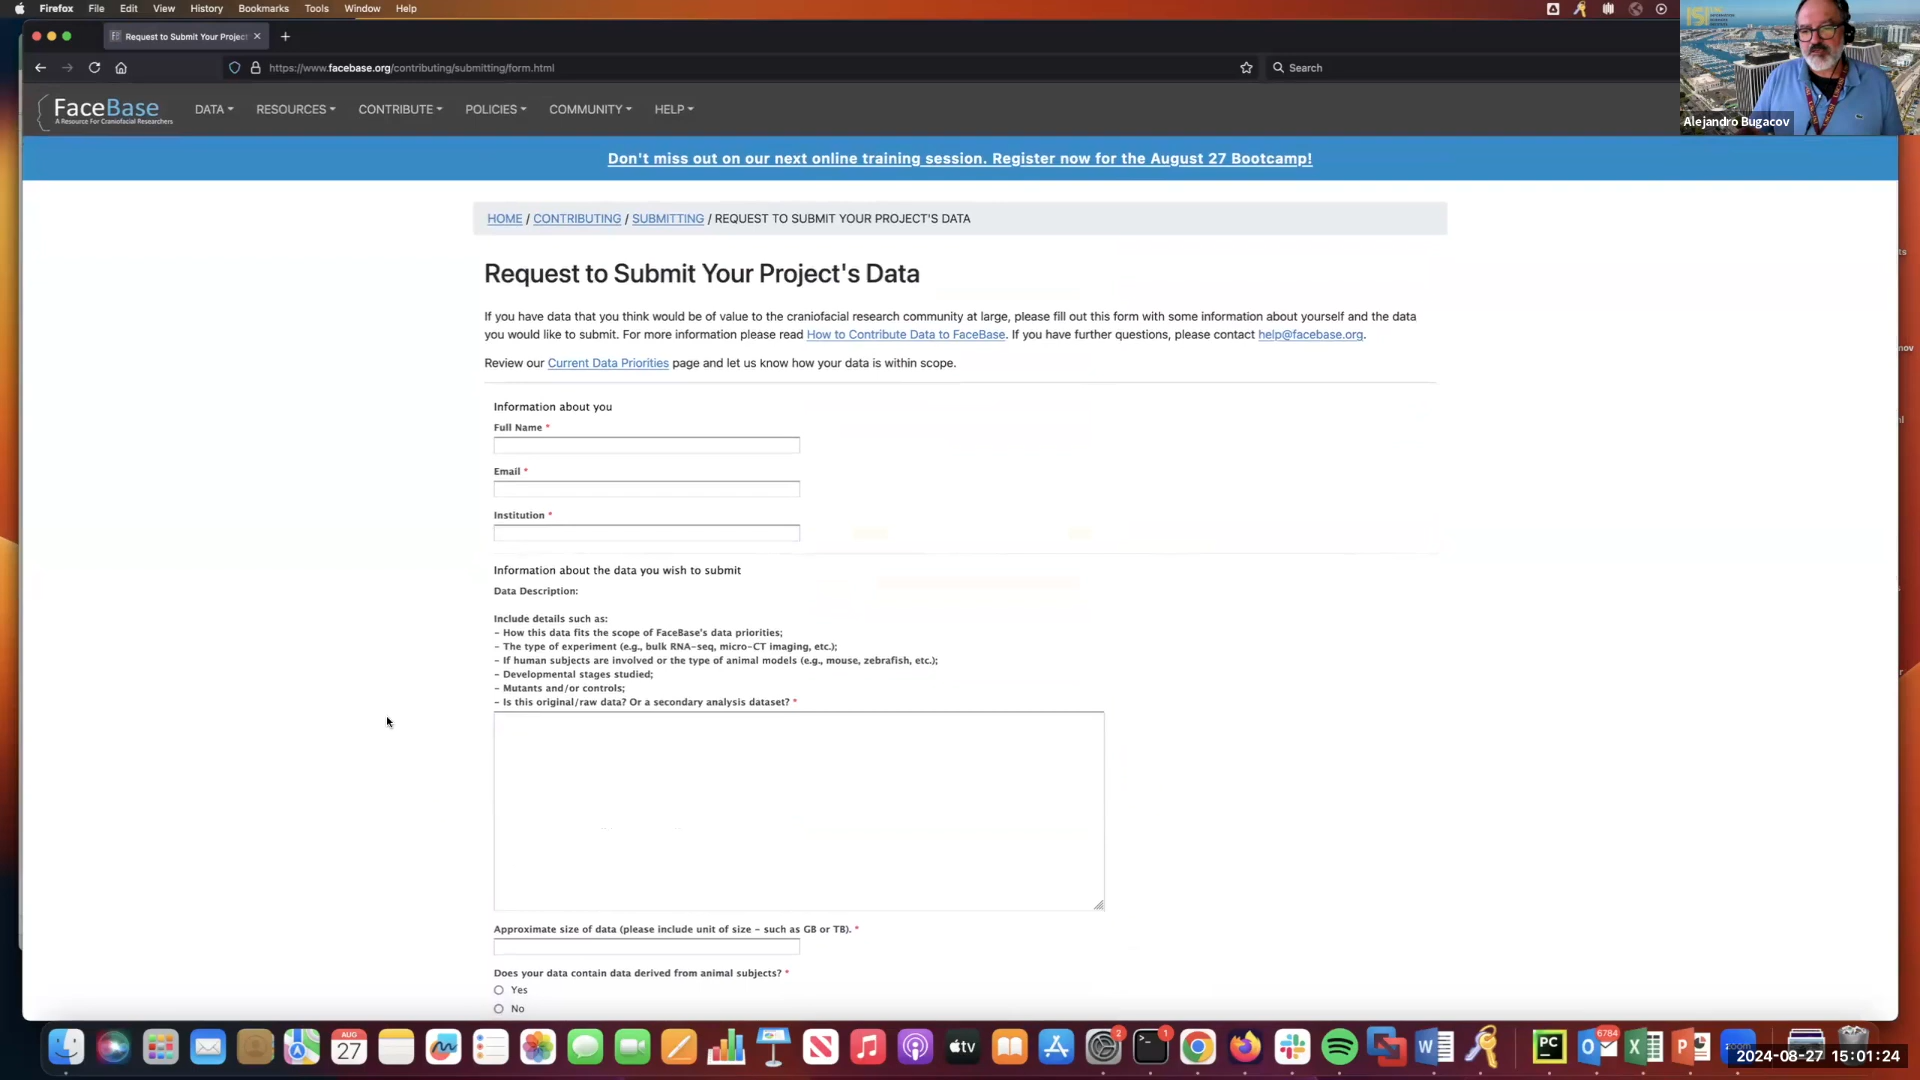 Firefox File Edit View History Bookmarks Tools Window Help
Request to Submit Your Project
https://www.facebase.org/contributing/submitting/form.html
Search
FaceBase
A Resource For Craniofacial Researchers
DATA RESOURCES CONTRIBUTE POLICIES COMMUNITY HELP
Alejandro Bugacov
Don't miss out on our next online training session. Register now for the August 27 Bootcamp!
HOME / CONTRIBUTING / SUBMITTING / REQUEST TO SUBMIT YOUR PROJECT'S DATA
Request to Submit Your Project's Data
If you have data that you think would be of value to the craniofacial research community at large, please fill out this form with some information about yourself and the data
you would like to submit. For more information please read How to Contribute Data to FaceBase. If you have further questions, please contact help@facebase.org.
Review our Current Data Priorities page and let us know how your data is within scope.
Information about you
Full Name *
Email *
Institution *
Information about the data you wish to submit
Data Description:
Include details such as:
- How this data fits the scope of FaceBase's data priorities;
- The type of experiment (e.g., bulk RNA-seq, micro-CT imaging, etc.);
- If human subjects are involved or the type of animal models (e.g., mouse, zebrafish, etc.);
- Developmental stages studied;
- Mutants and/or controls;
- Is this original/raw data? Or a secondary analysis dataset? *
Approximate size of data (please include unit of size - such as GB or TB). *
Does your data contain data derived from animal subjects? *
Yes
No
AUG
27
tv
2
1
PC
6784
zoom
2024-08-27 15:01:24